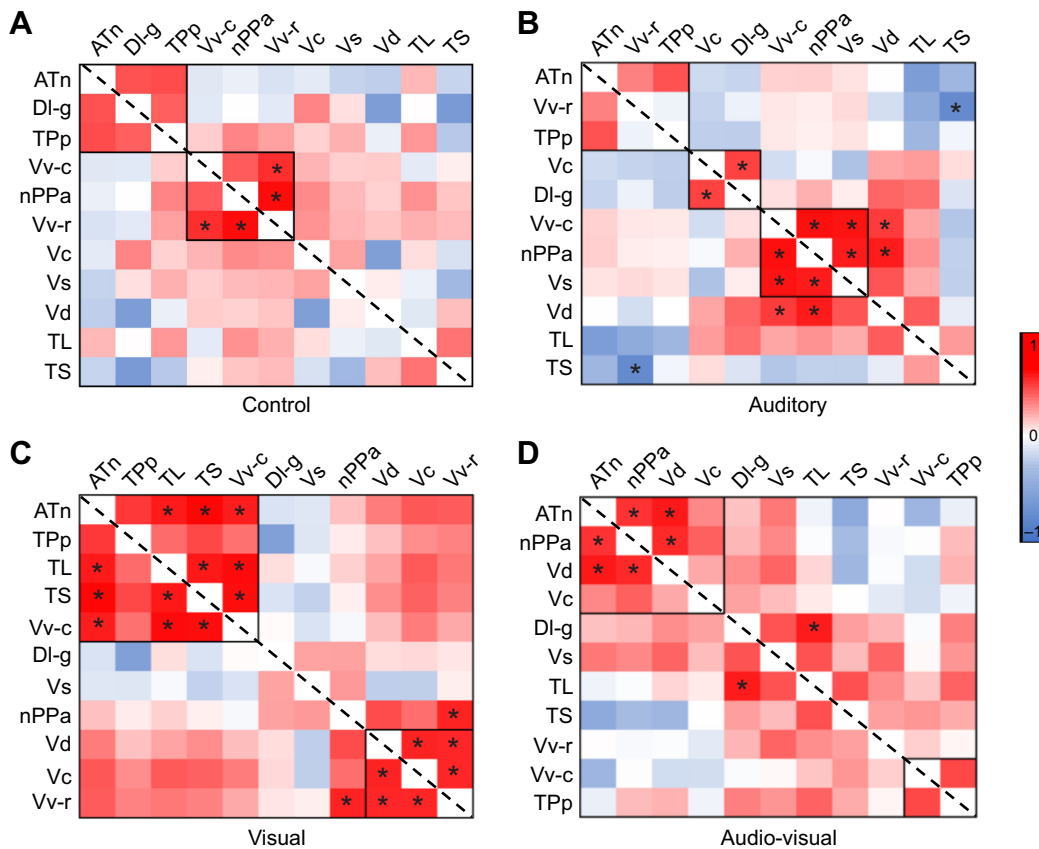 A
ATn Dl-g TPp Vv-c nPPa Vv-r Vc Vs Vd TL TS
ATn
Dl-g
TPp
Vv-c *
nPPa *
Vv-r * *
Vc
Vs
Vd
TL
TS
Control
B
ATn Vv-r TPp Vc Dl-g Vv-c nPPa Vs Vd TL TS
ATn
Vv-r *
TPp
Vc *
Dl-g *
Vv-c * * *
nPPa * * *
Vs * *
Vd * *
TL
TS *
Auditory
1
0
−1
C
ATn TPp TL TS Vv-c Dl-g Vs nPPa Vd Vc Vv-r
ATn * * *
TPp
TL * * *
TS * * *
Vv-c * * *
Dl-g
Vs
nPPa *
Vd * *
Vc * *
Vv-r * * *
Visual
D
ATn nPPa Vd Vc Dl-g Vs TL TS Vv-r Vv-c TPp
ATn * *
nPPa * *
Vd * *
Vc
Dl-g *
Vs
TL *
TS
Vv-r
Vv-c
TPp
Audio-visual